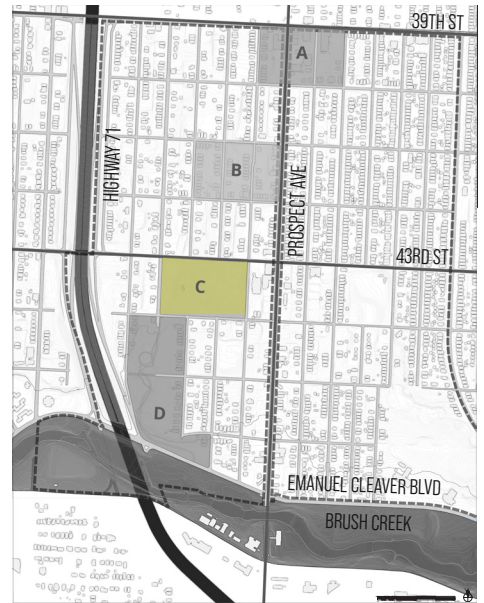 39TH ST
A
HIGHWAY 71
B
PROSPECT AVE
43RD ST
C
D
EMANUEL CLEAVER BLVD
BRUSH CREEK